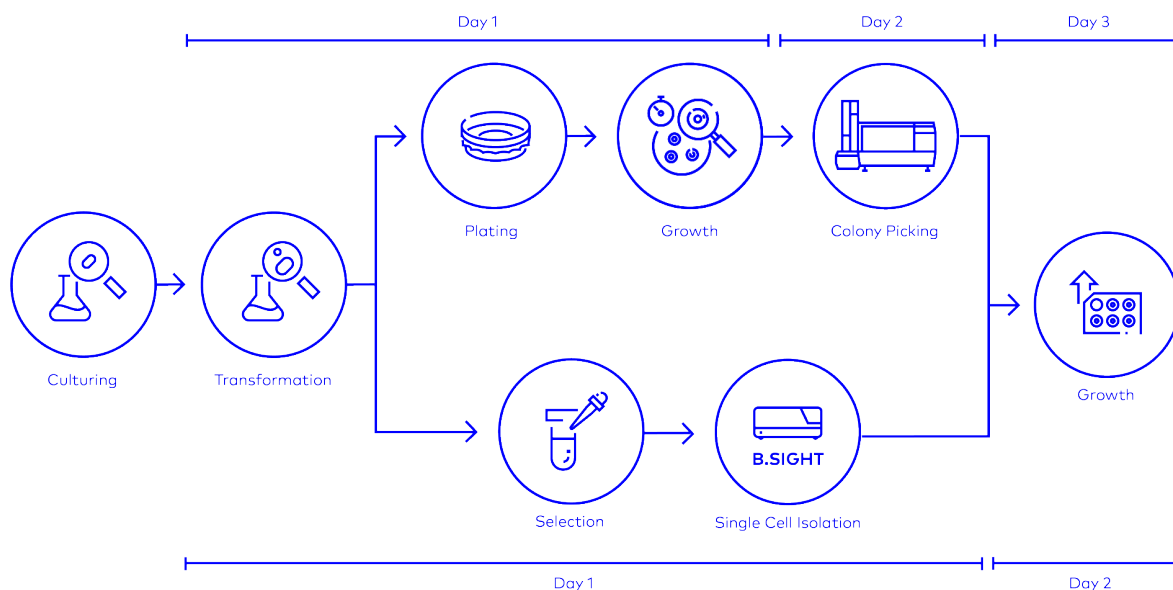 Day 1
Day 2
Day 3
Plating
Growth
Colony Picking
Culturing
Transformation
Growth
B.SIGHT
Selection
Single Cell Isolation
Day 1
Day 2